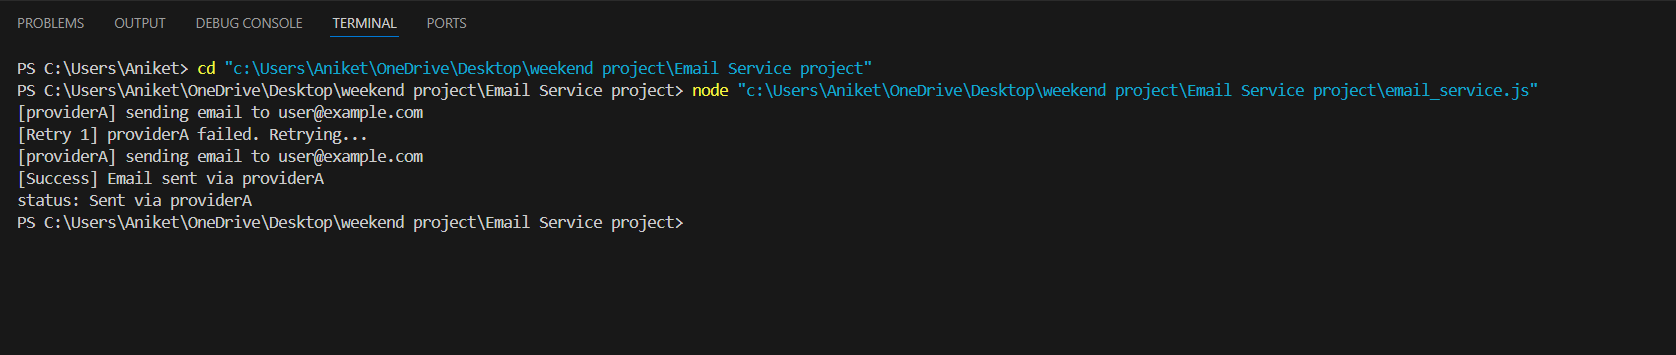 PROBLEMS OUTPUT DEBUG CONSOLE TERMINAL PORTS
PS C:\Users\Aniket> cd "c:\Users\Aniket\OneDrive\Desktop\weekend project\Email Service project"
PS C:\Users\Aniket\OneDrive\Desktop\weekend project\Email Service project> node "c:\Users\Aniket\OneDrive\Desktop\weekend project\Email Service project\email_service.js"
[providerA] sending email to user@example.com
[Retry 1] providerA failed. Retrying...
[providerA] sending email to user@example.com
[Success] Email sent via providerA
status: Sent via providerA
PS C:\Users\Aniket\OneDrive\Desktop\weekend project\Email Service project>